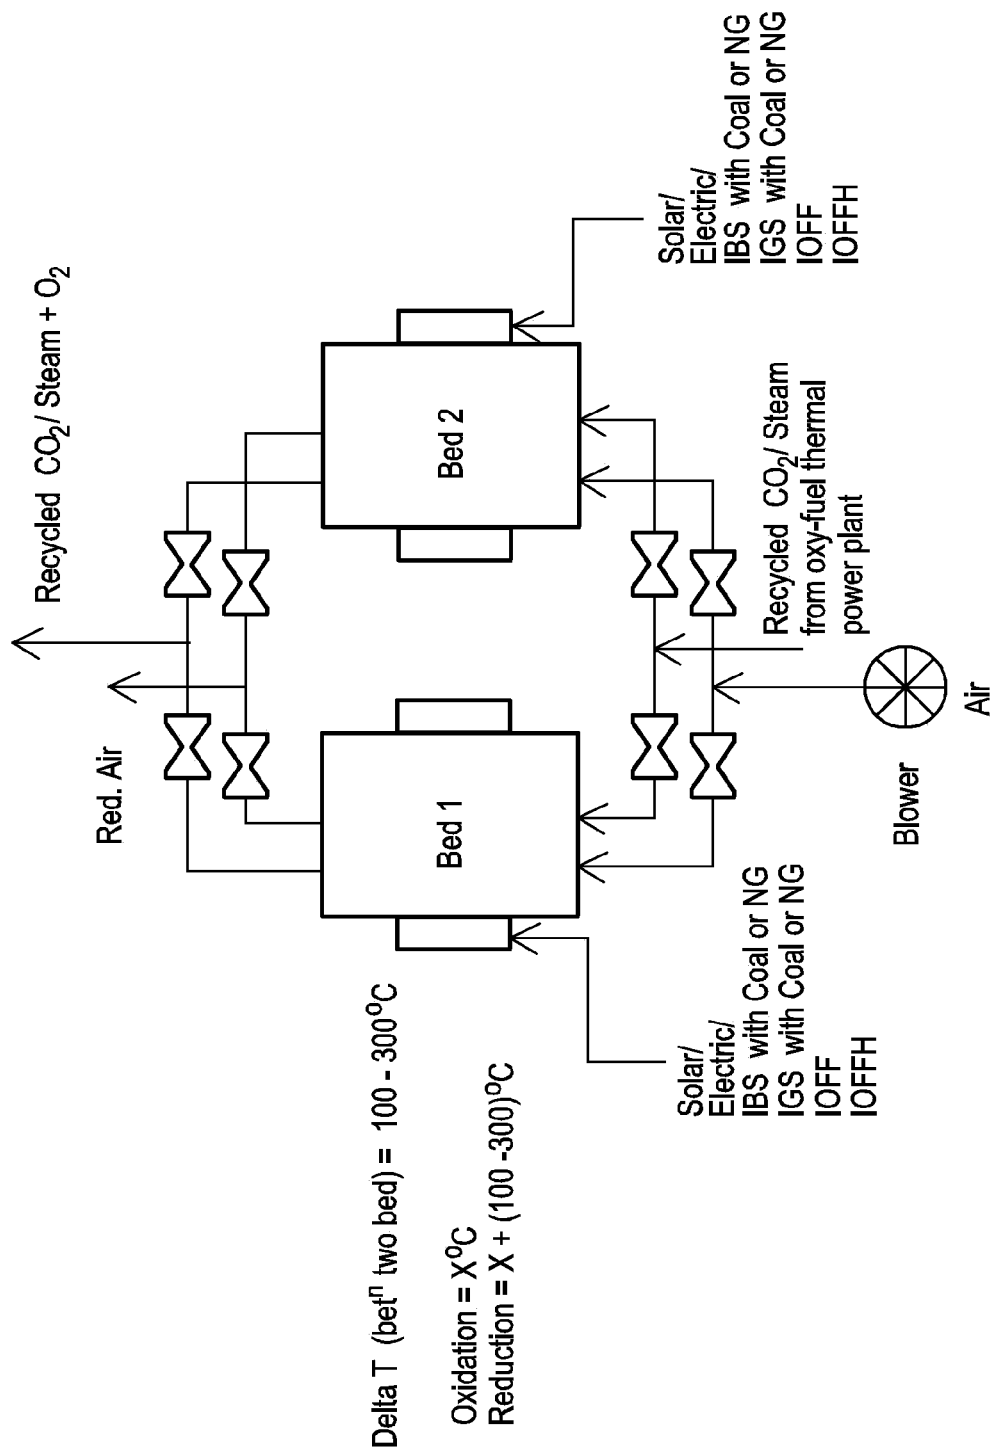 Delta T (betⁿ two bed) = 100 - 300⁰C
Oxidation = X⁰C
Reduction = X + (100 -300)⁰C
Red. Air
Recycled CO₂/ Steam + O₂
Bed 1
Bed 2
Solar/
Electric/
IBS with Coal or NG
IGS with Coal or NG
IOFF
IOFFH
Blower
Air
Recycled CO₂/ Steam
from oxy-fuel thermal
power plant
Solar/
Electric/
IBS with Coal or NG
IGS with Coal or NG
IOFF
IOFFH